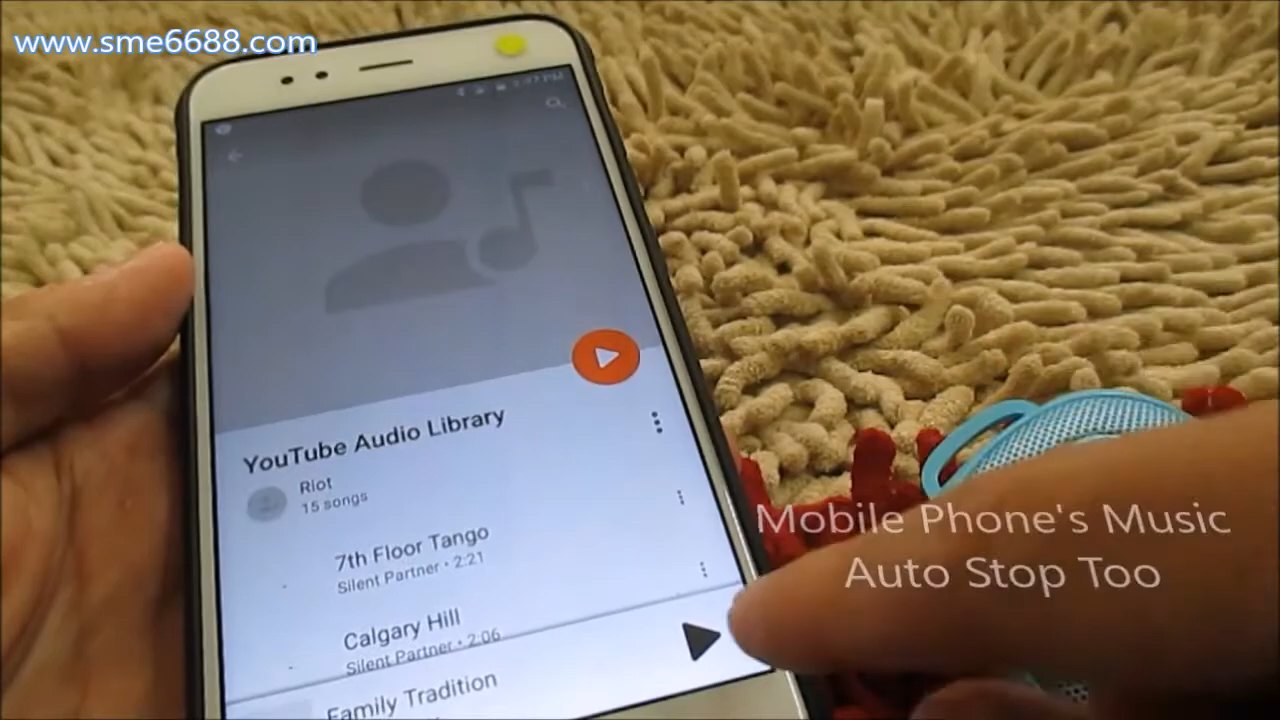 www.sme6688.com
YouTube Audio Library
Riot
15 songs
7th Floor Tango
Silent Partner • 2:21
Calgary Hill
Silent Partner • 2:06
Family Tradition
Mobile Phone's Music
Auto Stop Too